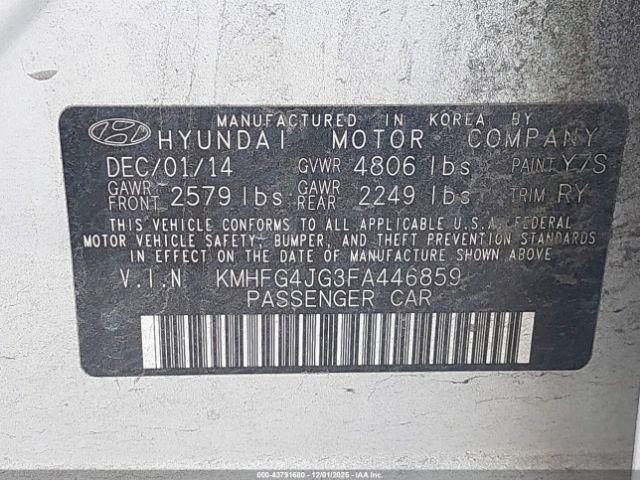 MANUFACTURED IN KOREA BY
HYUNDAI MOTOR COMPANY
DEC/01/14 GVWR 4806 lbs PAINT Y7S
GAWR FRONT 2579 lbs GAWR REAR 2249 lbs TRIM RY
THIS VEHICLE CONFORMS TO ALL APPLICABLE U.S.A. FEDERAL
MOTOR VEHICLE SAFETY- BUMPER, AND THEFT PREVENTION STANDARDS
IN EFFECT ON THE DATE OF MANUFACTURE SHOWN ABOVE
V.I.N KMHFG4JG3FA446859
PASSENGER CAR
000-43791680 - 12/01/2025 - IAA Inc.